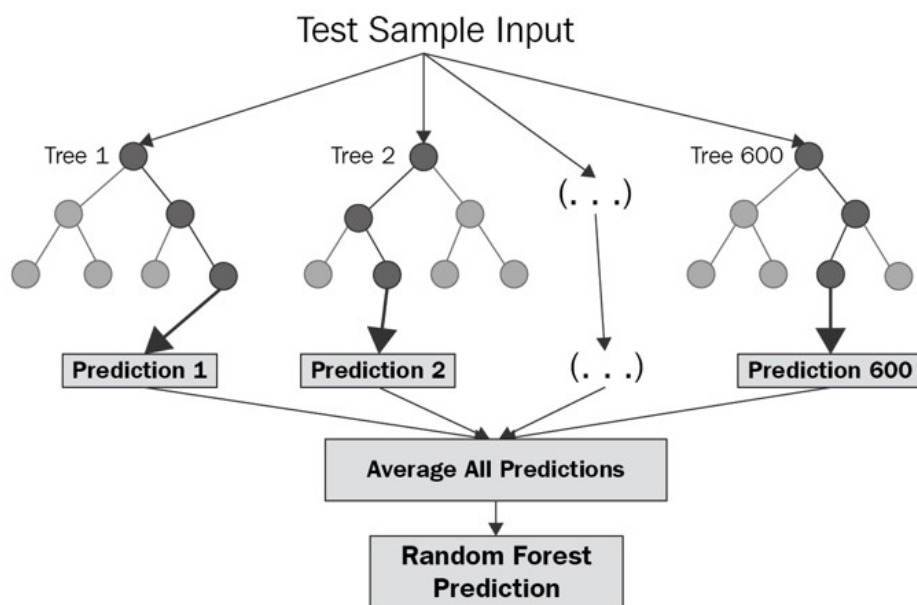 Test Sample Input
Tree 1
Tree 2
Tree 600
(. . .)
Prediction 1
Prediction 2
(. . .)
Prediction 600
Average All Predictions
Random Forest
Prediction